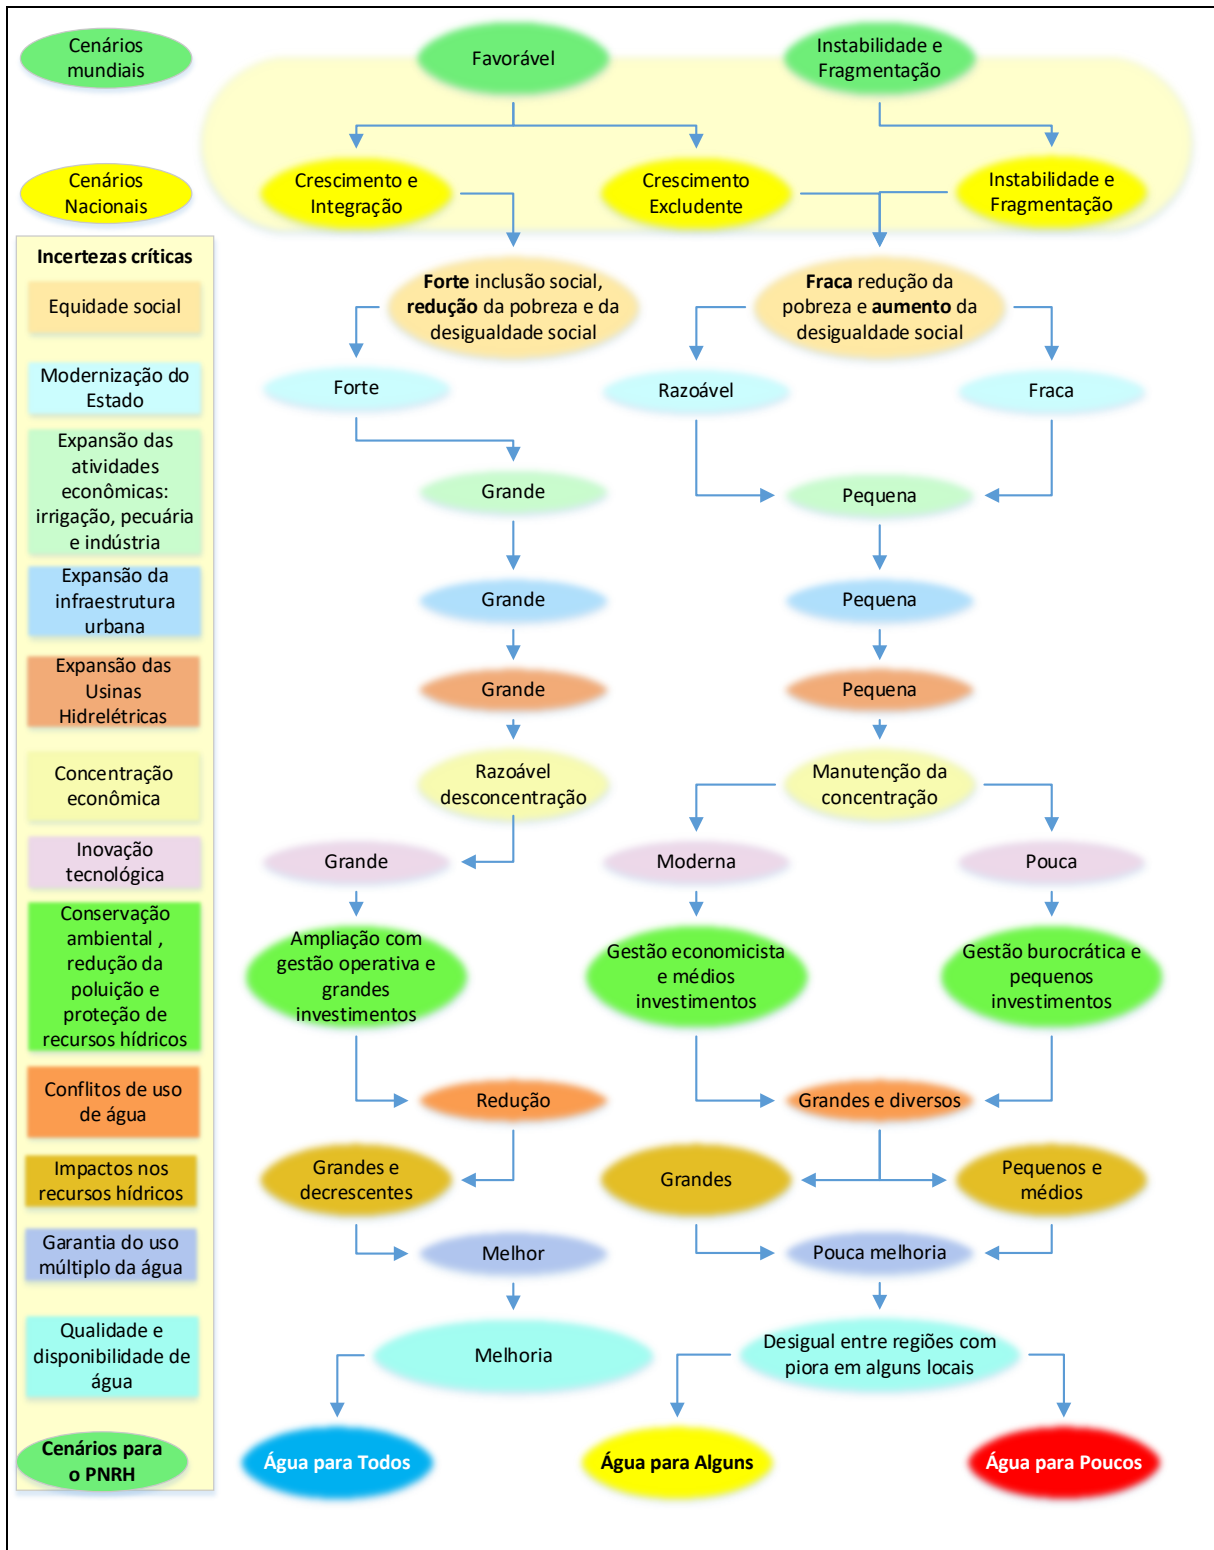 Cenários
mundiais
Favorável
Instabilidade e
Fragmentação
Cenários
Nacionais
Crescimento e
Integração
Crescimento
Excludente
Instabilidade e
Fragmentação
Incertezas críticas
Equidade social
Forte inclusão social,
redução da pobreza e da
desigualdade social
Fraca redução da
pobreza e aumento da
desigualdade social
Modernização do
Estado
Forte
Razoável
Fraca
Expansão das
atividades
econômicas:
irrigação, pecuária
e indústria
Grande
Pequena
Expansão da
infraestrutura
urbana
Grande
Pequena
Expansão das
Usinas
Hidrelétricas
Grande
Pequena
Concentração
econômica
Razoável
desconcentração
Manutenção da
concentração
Inovação
tecnológica
Grande
Moderna
Pouca
Conservação
ambiental ,
redução da
poluição e
proteção de
recursos hídricos
Ampliação com
gestão operativa e
grandes
investimentos
Gestão economicista
e médios
investimentos
Gestão burocrática e
pequenos
investimentos
Conflitos de uso
de água
Redução
Grandes e diversos
Impactos nos
recursos hídricos
Grandes e
decrescentes
Grandes
Pequenos e
médios
Garantia do uso
múltiplo da água
Melhor
Pouca melhoria
Qualidade e
disponibilidade de
água
Melhoria
Desigual entre regiões com
piora em alguns locais
Cenários para
o PNRH
Água para Todos
Água para Alguns
Água para Poucos